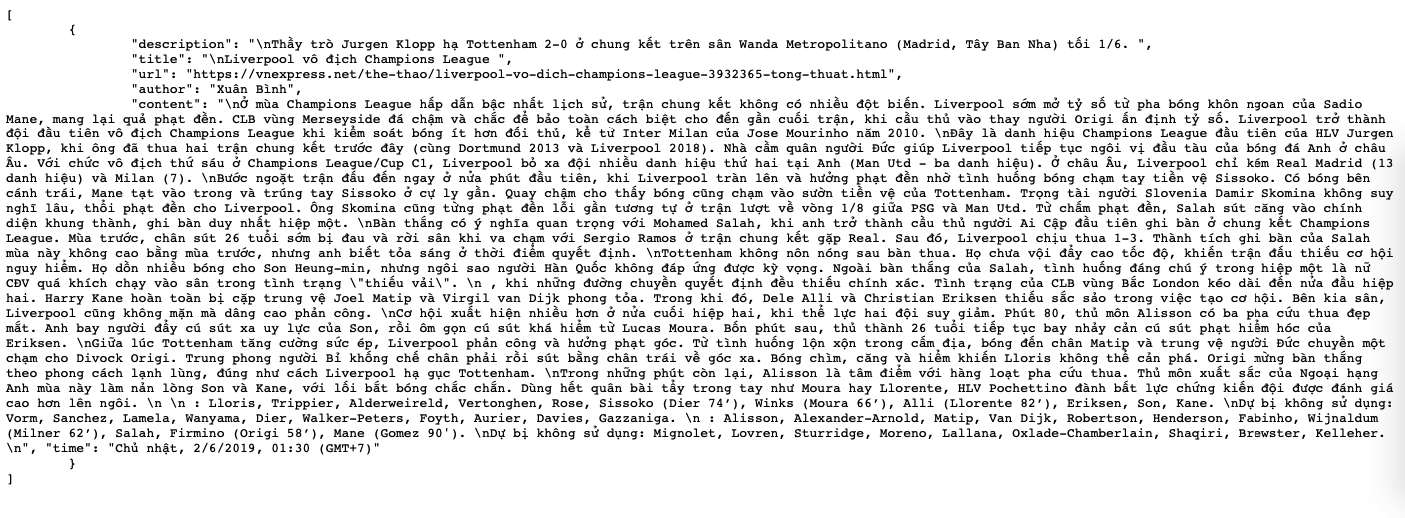 [
{
"description": "\nThầy trò Jurgen Klopp hạ Tottenham 2-0 ở chung kết trên sân Wanda Metropolitano (Madrid, Tây Ban Nha) tối 1/6. ",
"title": "\nLiverpool vô địch Champions League ",
"url": "https://vnexpress.net/the-thao/liverpool-vo-dich-champions-league-3932365-tong-thuat.html",
"author": "Xuân Bình",
"content": "\nỞ mùa Champions League hấp dẫn bậc nhất lịch sử, trận chung kết không có nhiều đột biến. Liverpool sớm mở tỷ số từ pha bóng khôn ngoan của Sadio
Mane, mang lại quả phạt đền. CLB vùng Merseyside đá chậm và chắc để bảo toàn cách biệt cho đến gần cuối trận, khi cầu thủ vào thay người Origi ấn định tỷ số. Liverpool trở thành
đội đầu tiên vô địch Champions League khi kiểm soát bóng ít hơn đối thủ, kể từ Inter Milan của Jose Mourinho năm 2010. \nĐây là danh hiệu Champions League đầu tiên của HLV Jurgen
Klopp, khi ông đã thua hai trận chung kết trước đây (cùng Dortmund 2013 và Liverpool 2018). Nhà cầm quân người Đức giúp Liverpool tiếp tục ngôi vị đầu tàu của bóng đá Anh ở châu
Âu. Với chức vô địch thứ sáu ở Champions League/Cup C1, Liverpool bỏ xa đội nhiều danh hiệu thứ hai tại Anh (Man Utd – ba danh hiệu). Ở châu Âu, Liverpool chỉ kém Real Madrid (13
danh hiệu) và Milan (7). \nBước ngoặt trận đấu đến ngay ở nửa phút đầu tiên, khi Liverpool tràn lên và hưởng phạt đền nhờ tình huống bóng chạm tay tiền vệ Sissoko. Có bóng bên
cánh trái, Mane tạt vào trong và trúng tay Sissoko ở cự ly gần. Quay chậm cho thấy bóng cũng chạm vào sườn tiền vệ của Tottenham. Trọng tài người Slovenia Damir Skomina không suy
nghĩ lâu, thổi phạt đền cho Liverpool. Ông Skomina cũng từng phạt đền lỗi gần tương tự ở trận lượt về vòng 1/8 giữa PSG và Man Utd. Từ chấm phạt đền, Salah sút căng vào chính
diện khung thành, ghi bàn duy nhất hiệp một. \nBàn thắng có ý nghĩa quan trọng với Mohamed Salah, khi anh trở thành cầu thủ người Ai Cập đầu tiên ghi bàn ở chung kết Champions
League. Mùa trước, chân sút 26 tuổi sớm bị đau và rời sân khi va chạm với Sergio Ramos ở trận chung kết gặp Real. Sau đó, Liverpool chịu thua 1-3. Thành tích ghi bàn của Salah
mùa này không cao bằng mùa trước, nhưng anh biết tỏa sáng ở thời điểm quyết định. \nTottenham không nôn nóng sau bàn thua. Họ chưa vội đẩy cao tốc độ, khiến trận đấu thiếu cơ hội
nguy hiểm. Họ dồn nhiều bóng cho Son Heung-min, nhưng ngôi sao người Hàn Quốc không đáp ứng được kỳ vọng. Ngoài bàn thắng của Salah, tình huống đáng chú ý trong hiệp một là nữ
CĐV quá khích chạy vào sân trong tình trạng \"thiếu vải\". \n , khi những đường chuyền quyết định đều thiếu chính xác. Tình trạng của CLB vùng Bắc London kéo dài đến nửa đầu hiệp
hai. Harry Kane hoàn toàn bị cặp trung vệ Joel Matip và Virgil van Dijk phong tỏa. Trong khi đó, Dele Alli và Christian Eriksen thiếu sắc sảo trong việc tạo cơ hội. Bên kia sân,
Liverpool cũng không mặn mà dâng cao phản công. \nCơ hội xuất hiện nhiều hơn ở nửa cuối hiệp hai, khi thể lực hai đội suy giảm. Phút 80, thủ môn Alisson có ba pha cứu thua đẹp
mắt. Anh bay người đẩy cú sút xa uy lực của Son, rồi ôm gọn cú sút khá hiểm từ Lucas Moura. Bốn phút sau, thủ thành 26 tuổi tiếp tục bay nhảy cản cú sút phạt hiểm hóc của
Eriksen. \nGiữa lúc Tottenham tăng cường sức ép, Liverpool phản công và hưởng phạt góc. Từ tình huống lộn xộn trong cấm địa, bóng đến chân Matip và trung vệ người Đức chuyền một
chạm cho Divock Origi. Trung phong người Bỉ khống chế chân phải rồi sút bằng chân trái về góc xa. Bóng chìm, căng và hiểm khiến Lloris không thể cản phá. Origi mừng bàn thắng
theo phong cách lạnh lùng, đúng như cách Liverpool hạ gục Tottenham. \nTrong những phút còn lại, Alisson là tâm điểm với hàng loạt pha cứu thua. Thủ môn xuất sắc của Ngoại hạng
Anh mùa này làm nản lòng Son và Kane, với lối bắt bóng chắc chắn. Dùng hết quân bài tẩy trong tay như Moura hay Llorente, HLV Pochettino đành bất lực chứng kiến đội được đánh giá
cao hơn lên ngôi. \n \n : Lloris, Trippier, Alderweireld, Vertonghen, Rose, Sissoko (Dier 74’), Winks (Moura 66’), Alli (Llorente 82’), Eriksen, Son, Kane. \nDự bị không sử dụng:
Vorm, Sanchez, Lamela, Wanyama, Dier, Walker-Peters, Foyth, Aurier, Davies, Gazzaniga. \n : Alisson, Alexander-Arnold, Matip, Van Dijk, Robertson, Henderson, Fabinho, Wijnaldum
(Milner 62’), Salah, Firmino (Origi 58’), Mane (Gomez 90'). \nDự bị không sử dụng: Mignolet, Lovren, Sturridge, Moreno, Lallana, Oxlade-Chamberlain, Shaqiri, Brewster, Kelleher.
\n", "time": "Chủ nhật, 2/6/2019, 01:30 (GMT+7)"
}
]